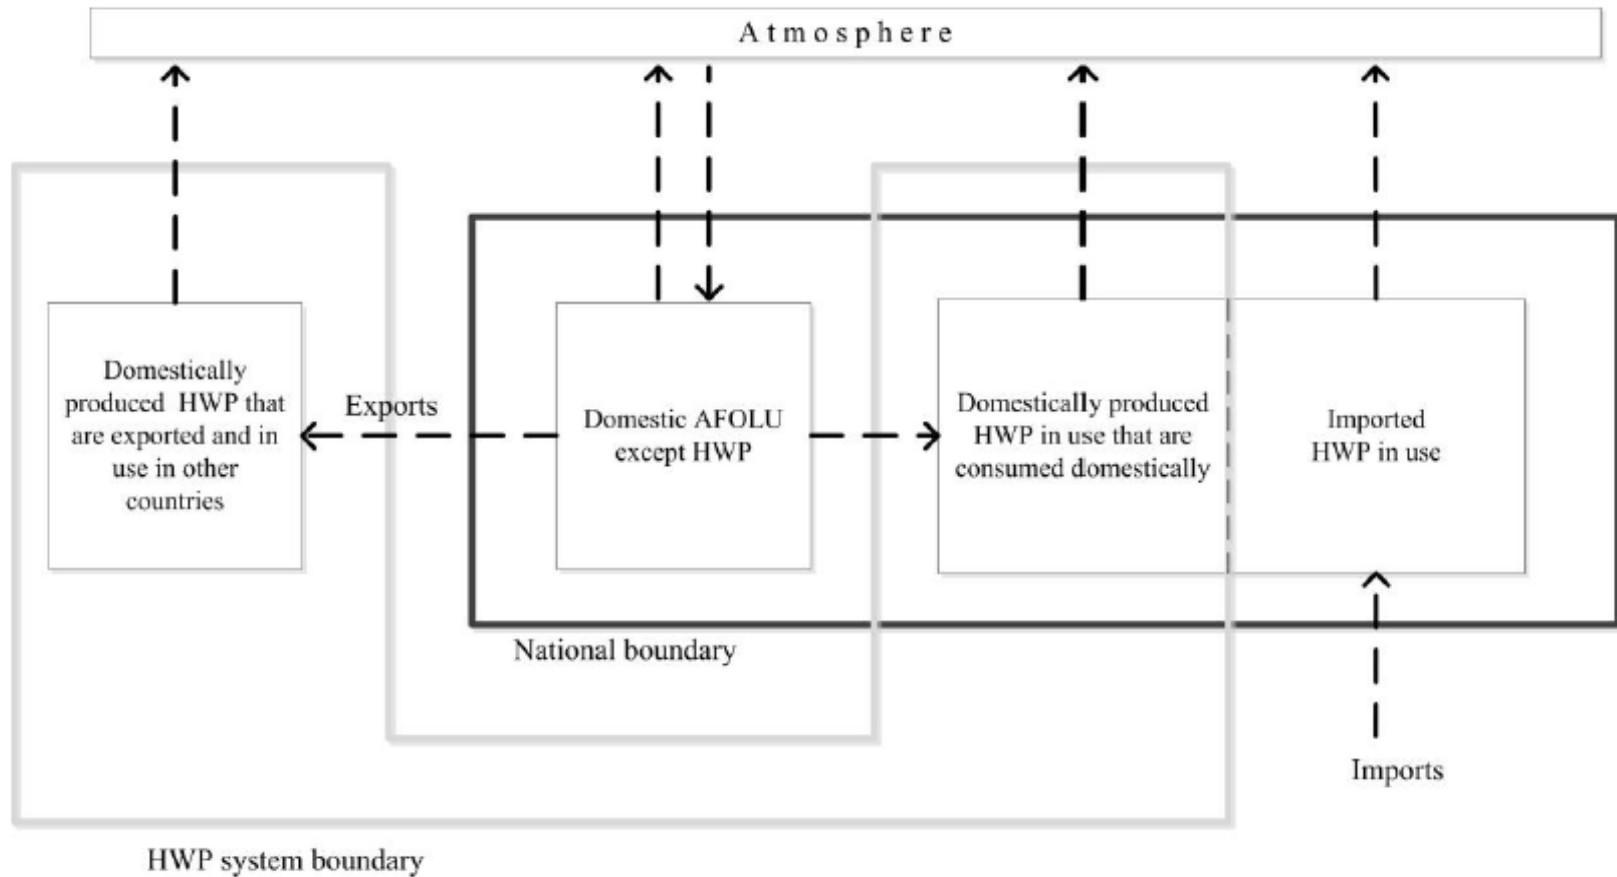 Atmosphere
Domestically
produced HWP that
are exported and in
use in other
countries
Exports
Domestic AFOLU
except HWP
Domestically produced
HWP in use that are
consumed domestically
Imported
HWP in use
National boundary
Imports
HWP system boundary